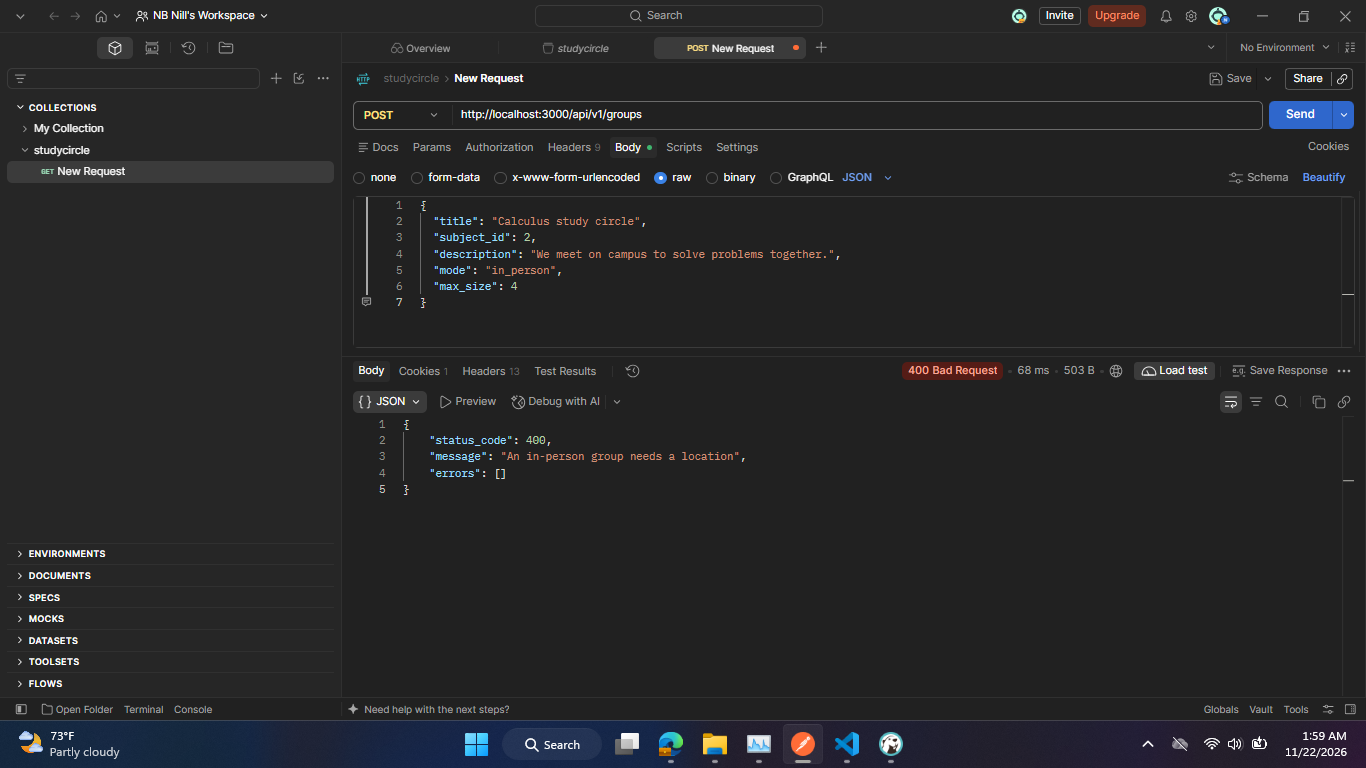 NB Nill's Workspace
Search
Invite
Upgrade
Overview
studycircle
POST New Request
No Environment
COLLECTIONS
My Collection
studycircle
GET New Request
HTTP
studycircle › New Request
Save
Share
POST
http://localhost:3000/api/v1/groups
Send
Docs
Params
Authorization
Headers 9
Body
Scripts
Settings
Cookies
none
form-data
x-www-form-urlencoded
raw
binary
GraphQL
JSON
Schema
Beautify
1 {
2 "title": "Calculus study circle",
3 "subject_id": 2,
4 "description": "We meet on campus to solve problems together.",
5 "mode": "in_person",
6 "max_size": 4
7 }
Body
Cookies 1
Headers 13
Test Results
400 Bad Request
68 ms
503 B
Load test
Save Response
{ } JSON
Preview
Debug with AI
1 {
2 "status_code": 400,
3 "message": "An in-person group needs a location",
4 "errors": []
5 }
ENVIRONMENTS
DOCUMENTS
SPECS
MOCKS
DATASETS
TOOLSETS
FLOWS
Open Folder
Terminal
Console
Need help with the next steps?
Globals
Vault
Tools
73°F
Partly cloudy
Search
1:59 AM
11/22/2026